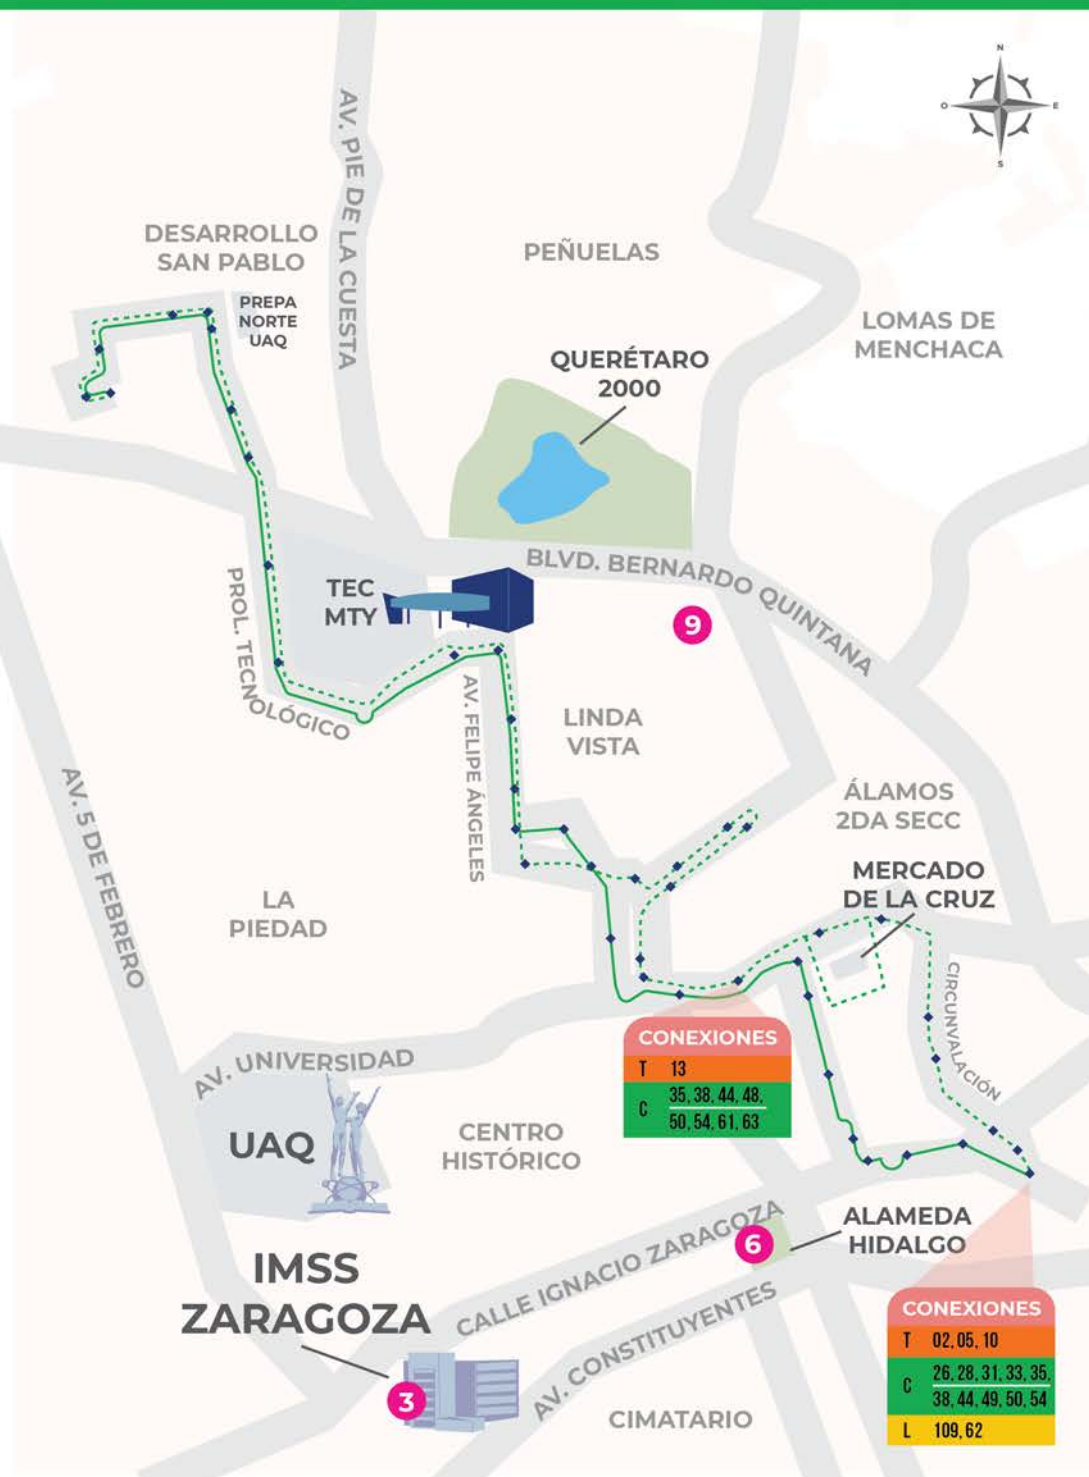 N
O
E
S
AV. PIE DE LA CUESTA
DESARROLLO
SAN PABLO
PEÑUELAS
PREPA
NORTE
UAQ
LOMAS DE
MENCHACA
QUERÉTARO
2000
BLVD. BERNARDO QUINTANA
TEC
MTY
9
PROL. TECNOLÓGICO
AV. FELIPE ÁNGELES
LINDA
VISTA
AV. 5 DE FEBRERO
ÁLAMOS
2DA SECC
MERCADO
DE LA CRUZ
LA
PIEDAD
CIRCUNVALACIÓN
CONEXIONES
T 13
C 35, 38, 44, 48,
50, 54, 61, 63
AV. UNIVERSIDAD
UAQ
CENTRO
HISTÓRICO
ALAMEDA
HIDALGO
6
CALLE IGNACIO ZARAGOZA
IMSS
ZARAGOZA
AV. CONSTITUYENTES
3
CIMATARIO
CONEXIONES
T 02, 05, 10
C 26, 28, 31, 33, 35,
38, 44, 49, 50, 54
L 109, 62